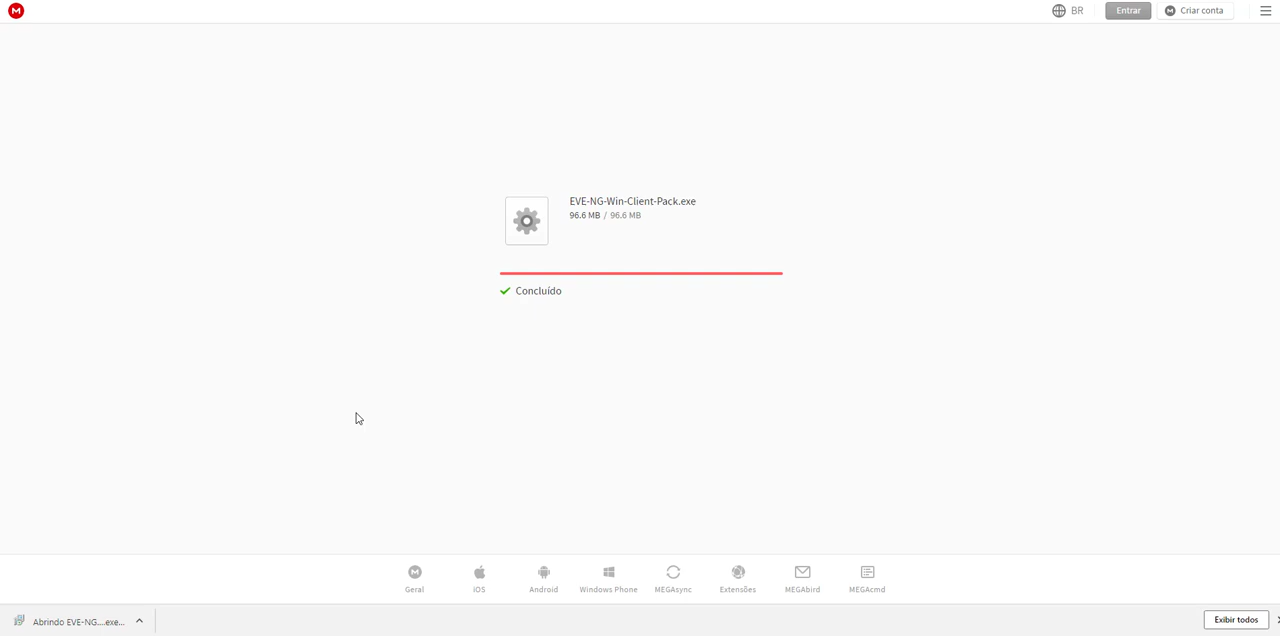 M
BR
Entrar
M Criar conta
EVE-NG-Win-Client-Pack.exe
96.6 MB / 96.6 MB
Concluído
Geral
iOS
Android
Windows Phone
MEGAsync
Extensões
MEGAbird
MEGAcmd
Abrindo EVE-NG....exe...
Exibir todos